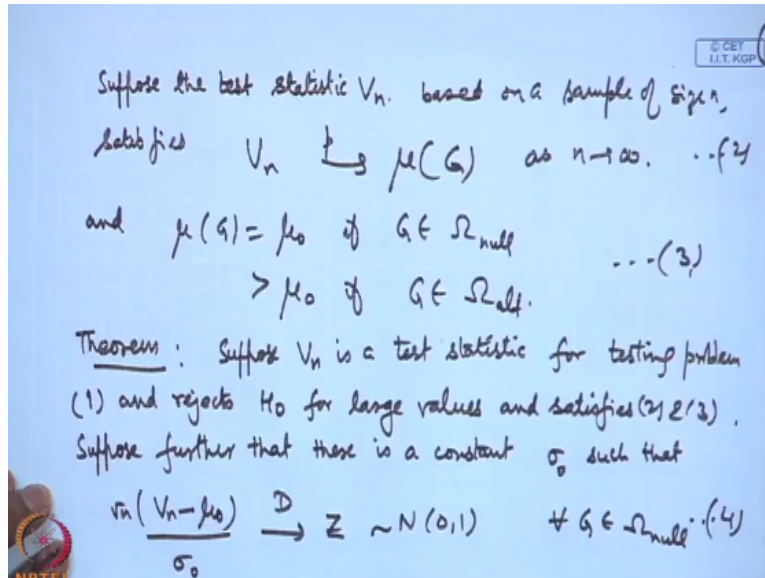 © CET
I.I.T. KGP
Suppose the test statistic Vn. based on a sample of size n,
satisfies Vn →p μ(G) as n→∞. ..(2)
and μ(G) = μ0 if G ∈ Ωnull
> μ0 if G ∈ Ωalt. ...(3)
Theorem : Suppose Vn is a test statistic for testing problem
(1) and rejects H0 for large values and satisfies (2) & (3).
Suppose further that there is a constant σ0 such that
√n(Vn-μ0)/σ0 →D Z ~ N(0,1) ∀ G ∈ Ωnull ..(4)
NPTEL